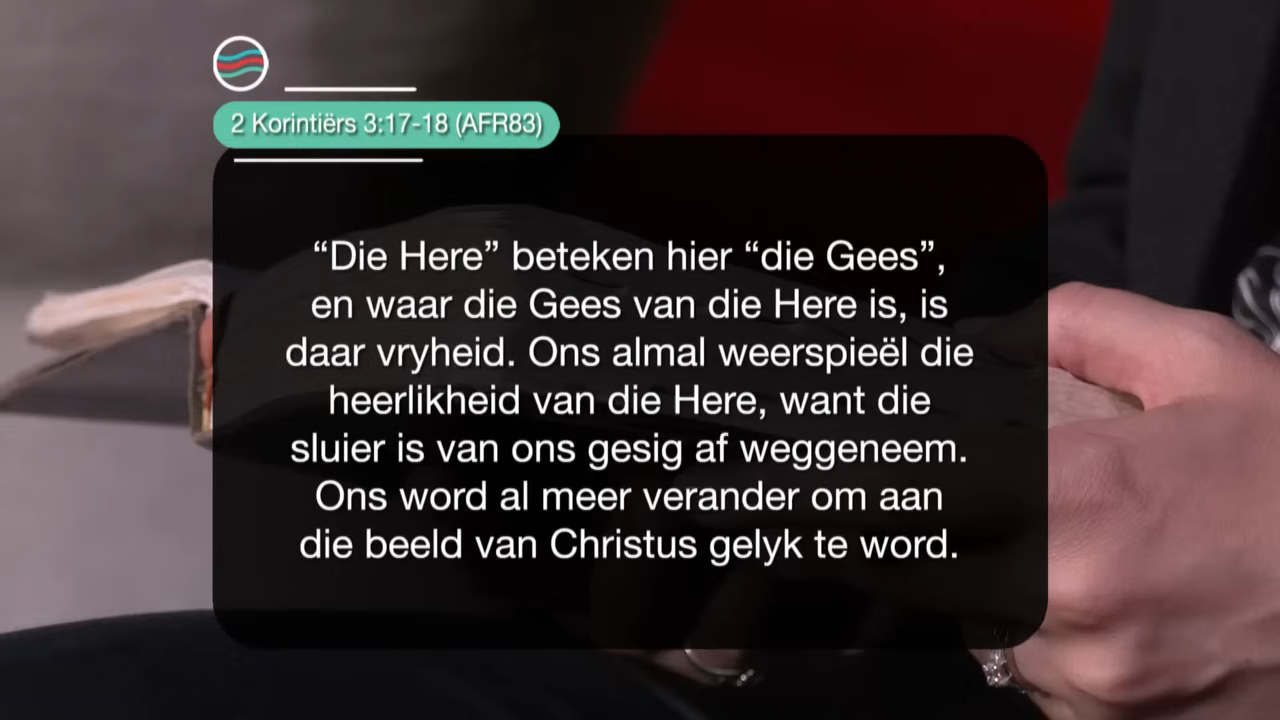 2 Korintiërs 3:17-18 (AFR83)
“Die Here” beteken hier “die Gees”,
en waar die Gees van die Here is, is
daar vryheid. Ons almal weerspieël die
heerlikheid van die Here, want die
sluier is van ons gesig af weggeneem.
Ons word al meer verander om aan
die beeld van Christus gelyk te word.